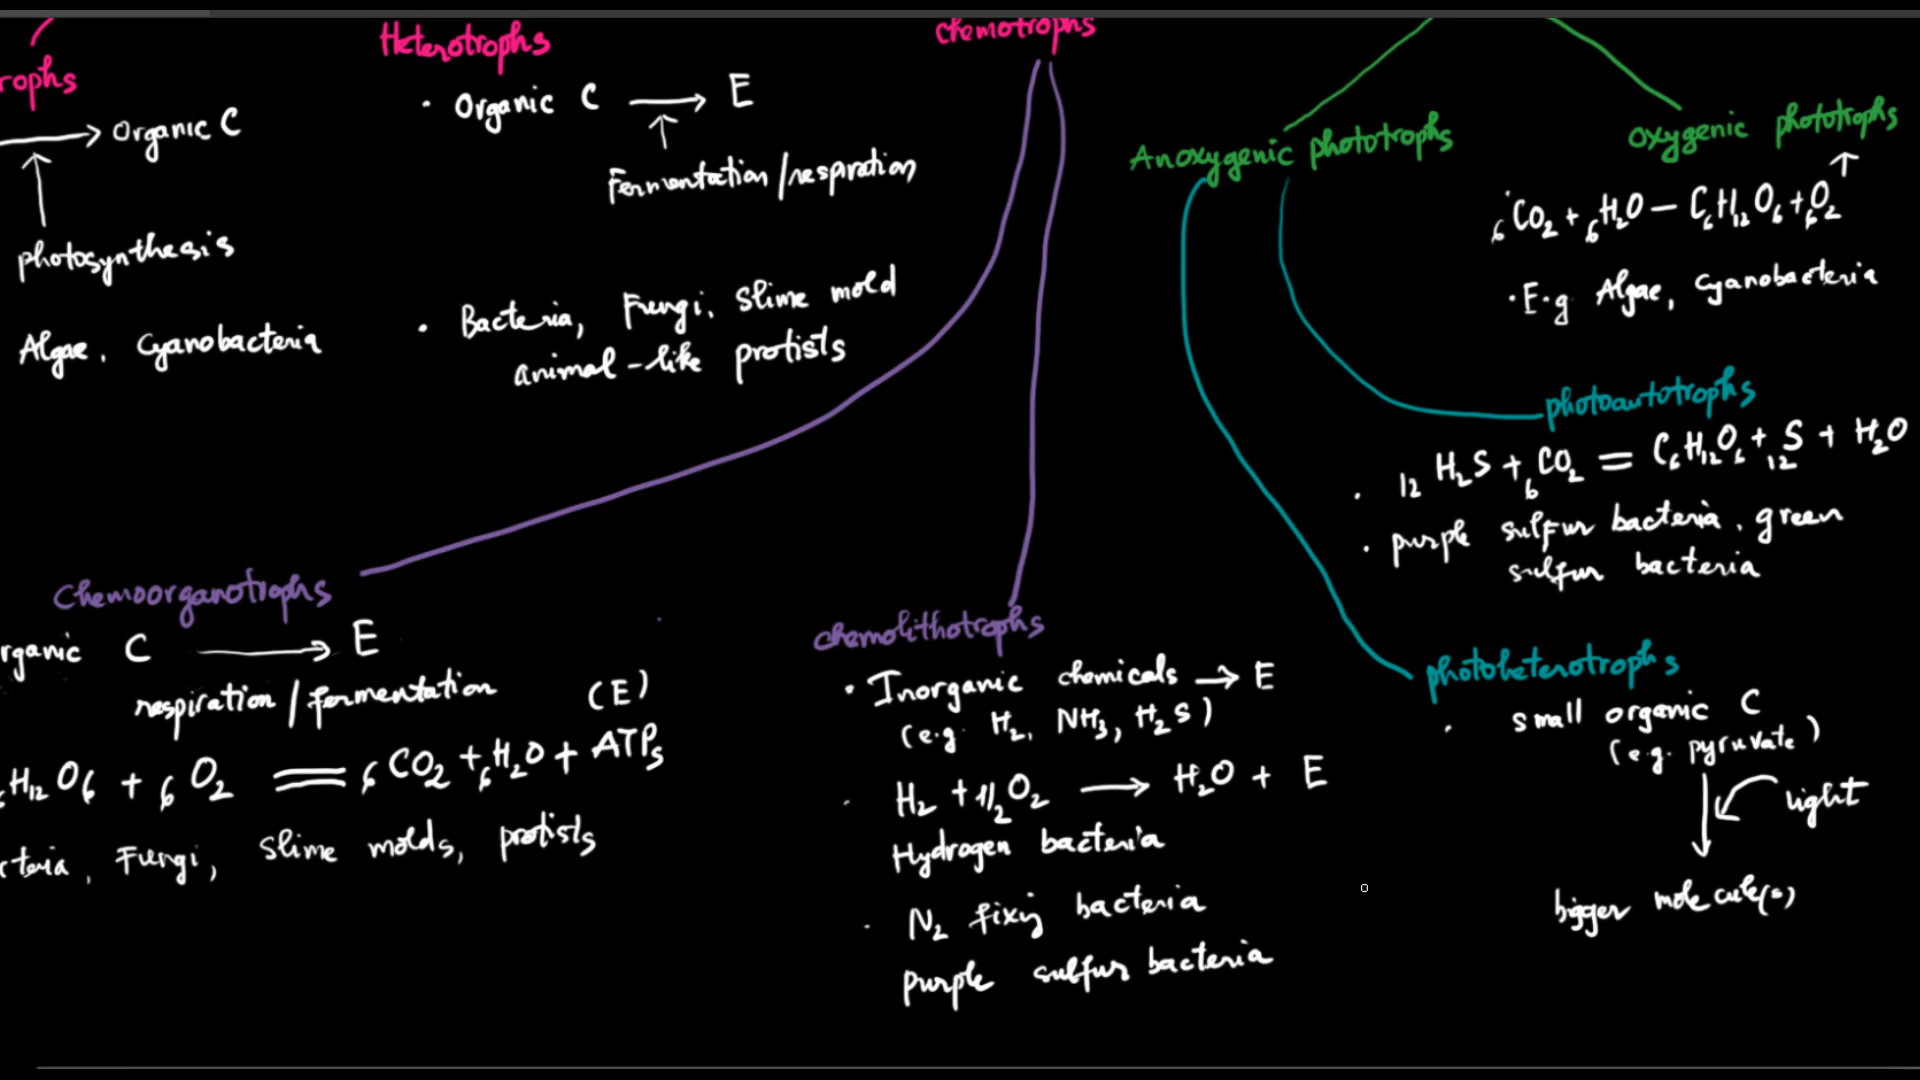 rophs
Organic C
photosynthesis
Algae, Cyanobacteria
Heterotrophs
• Organic C → E
↑
Fermentation/respiration
• Bacteria, Fungi, Slime mold
animal-like protists
chemotrophs
Chemoorganotrophs
rganic C → E
respiration/fermentation (E)
H12O6 + 6O2 = 6CO2 + 6H2O + ATPs
cteria, Fungi, Slime molds, protists
chemolithotrophs
• Inorganic chemicals → E
(e.g. H2, NH3, H2S)
• H2 + 1/2O2 → H2O + E
Hydrogen bacteria
• N2 fixing bacteria
purple sulfur bacteria
Anoxygenic phototrophs
oxygenic phototrophs
6CO2 + 6H2O – C6H12O6 + 6O2
• E.g Algae, cyanobacteria
photoautotrophs
• 12H2S + 6CO2 = C6H12O6 + 12S + H2O
• purple sulfur bacteria, green
sulfur bacteria
photoheterotrophs
• small organic C
(e.g. pyruvate)
light
bigger molecule(s)